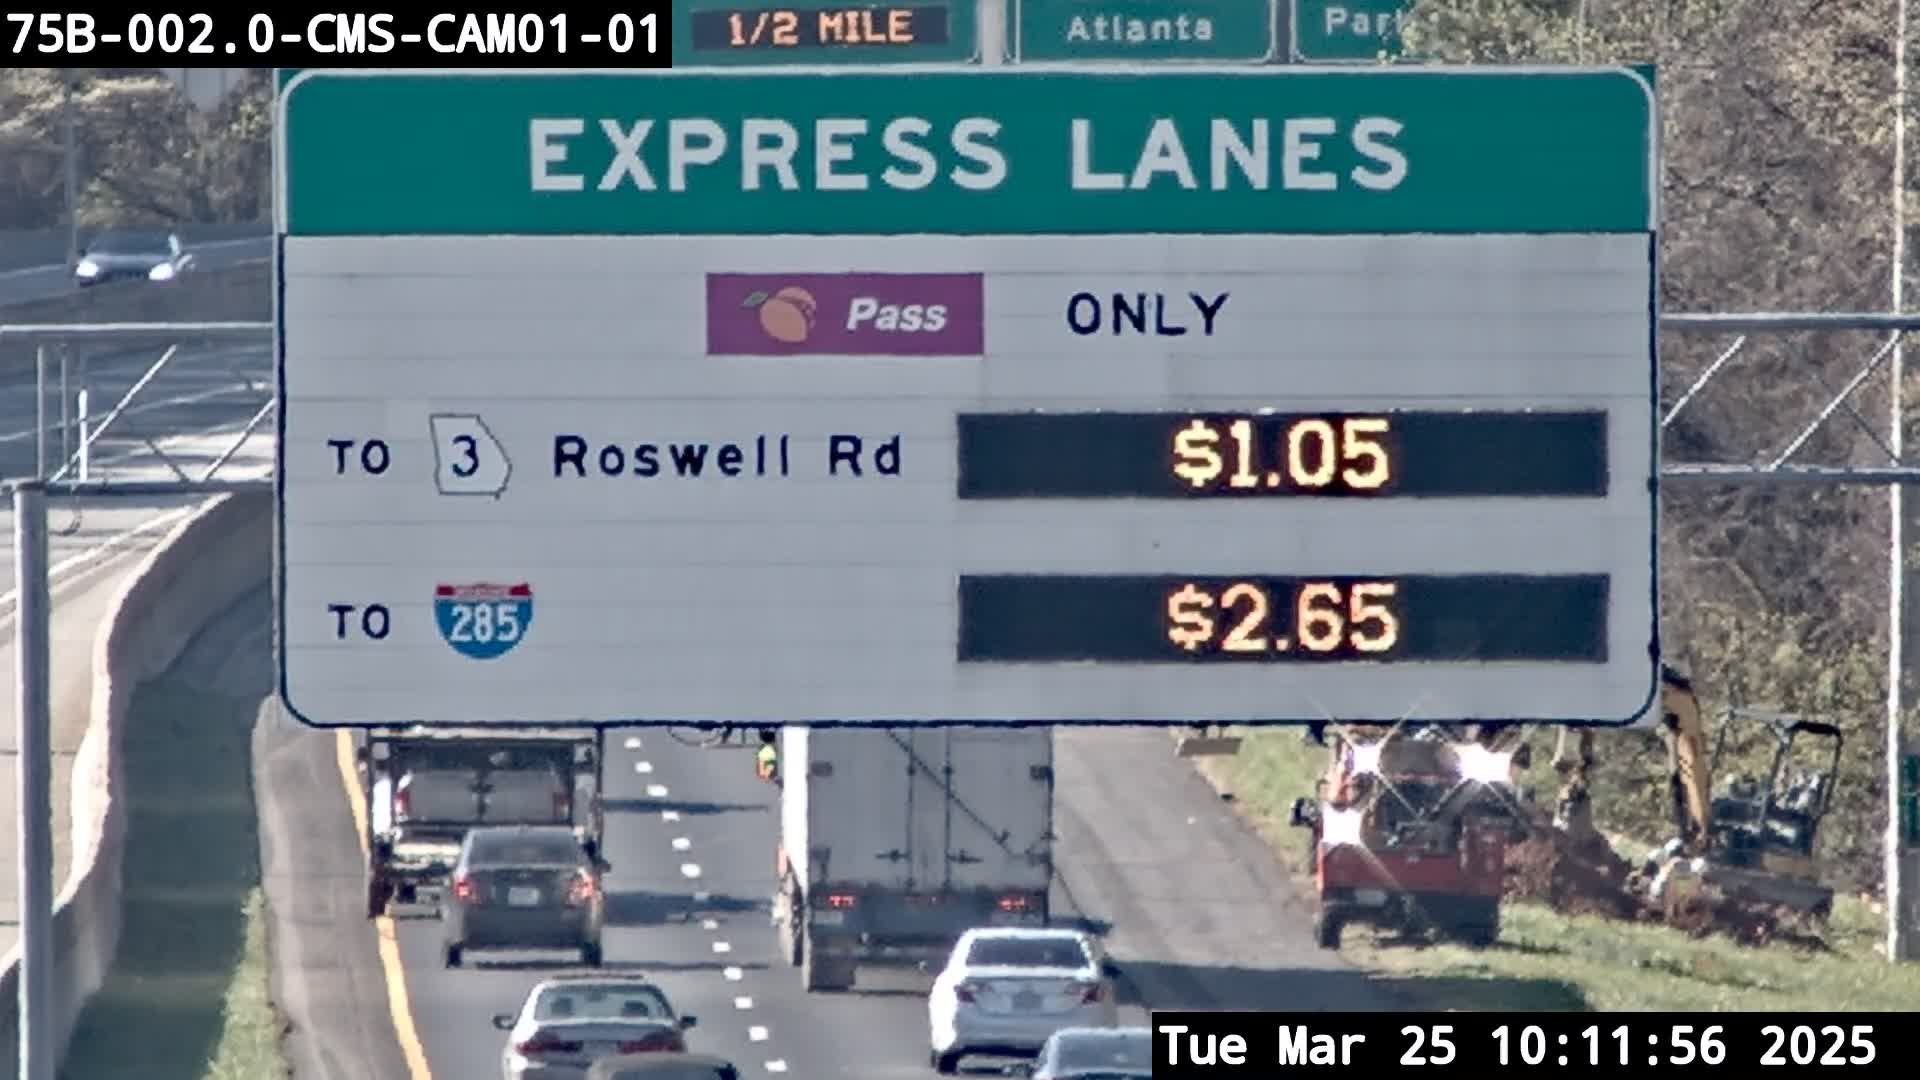 75B-002.0-CMS-CAM01-01
1/2 MILE
Atlanta
EXPRESS LANES
Pass ONLY
TO 3 Roswell Rd $1.05
TO 285 $2.65
Tue Mar 25 10:11:56 2025